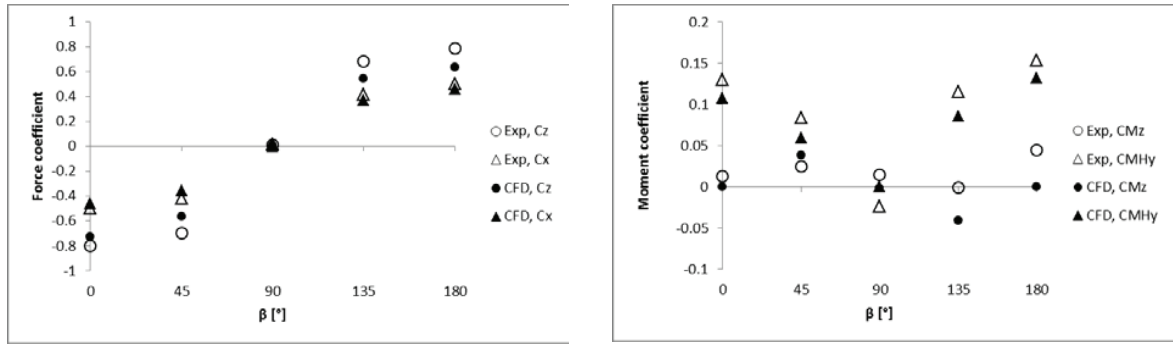 Force coefficient
1
0.8
0.6
0.4
0.2
0
-0.2
-0.4
-0.6
-0.8
-1
0 45 90 135 180
β [°]
Exp, Cz
Exp, Cx
CFD, Cz
CFD, Cx
Moment coefficient
0.2
0.15
0.1
0.05
0
-0.05
-0.1
0 45 90 135 180
β [°]
Exp, CMz
Exp, CMHy
CFD, CMz
CFD, CMHy